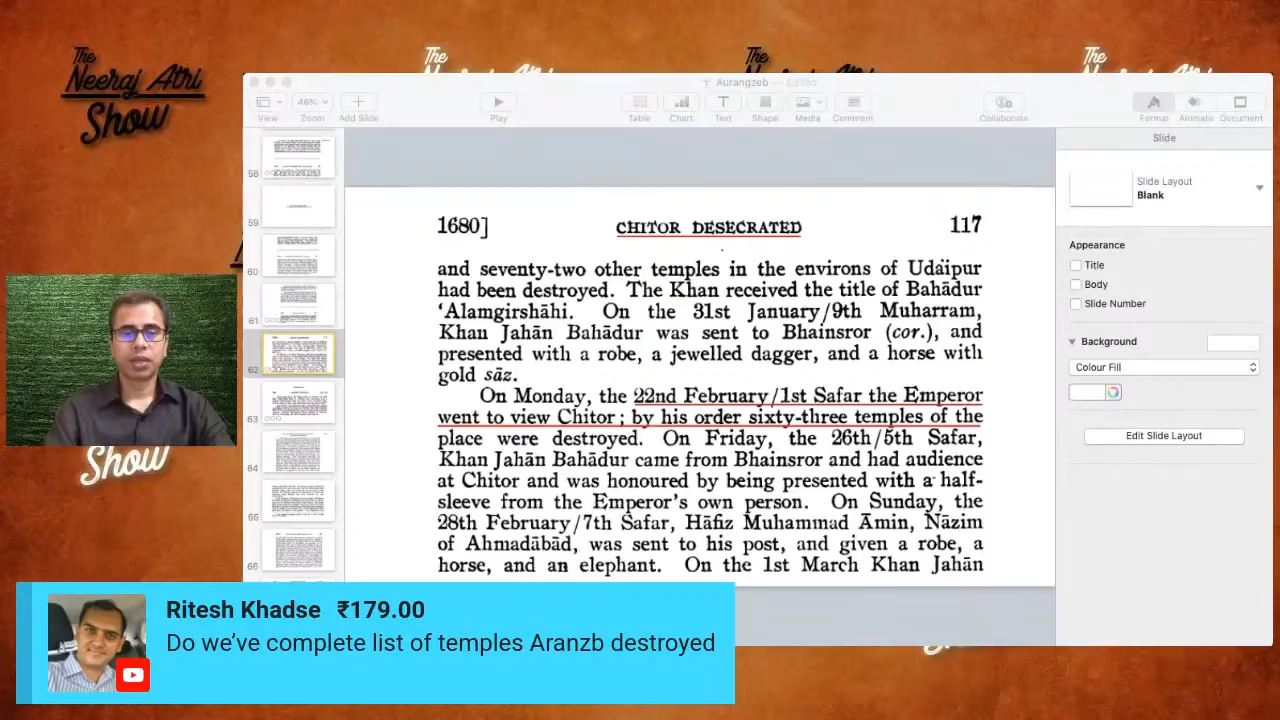 The
Neeraj Atri
Show
The
The
The
Aurangzeb — Edited
46%
View
Zoom
Add Slide
Play
Table
Chart
Text
Shape
Media
Comment
Collaborate
Format
Animate
Document
58
59
60
61
62
63
64
65
66
1680]
CHITOR DESECRATED
117
and seventy-two other temples in the environs of Udäipur
had been destroyed. The Khan received the title of Bahādur
‘Alamgirshāhi. On the 31st January/9th Muharram,
Khan Jahān Bahādur was sent to Bhainsror (cor.), and
presented with a robe, a jewelled dagger, and a horse with
gold sāz.
On Monday, the 22nd February/1st Safar the Emperor
went to view Chitor; by his order sixty-three temples of the
place were destroyed. On Friday, the 26th/5th Safar,
Khan Jahān Bahādur came from Bhainsror and had audience
at Chitor and was honoured by being presented with a half-
sleeve from the Emperor's own person. On Sunday, the
28th February/7th Safar, Hāfiz Muhammad Āmin, Nāzim
of Ahmadābād, was sent to his post, and given a robe, a
horse, and an elephant. On the 1st March Khan Jahān
Slide
Slide Layout
Blank
Appearance
Title
Body
Slide Number
Background
Colour Fill
Edit Slide Layout
Show
Ritesh Khadse ₹179.00
Do we’ve complete list of temples Aranzb destroyed